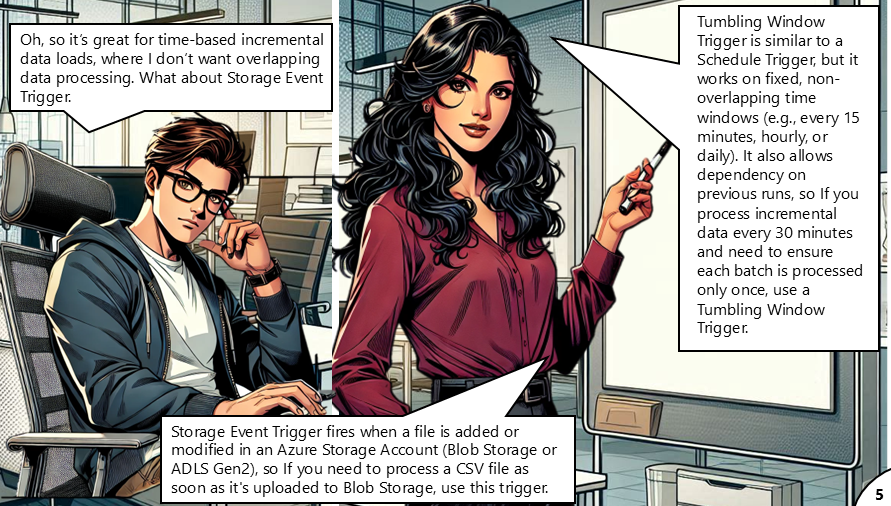 Oh, so it’s great for time-based incremental
data loads, where I don’t want overlapping
data processing. What about Storage Event
Trigger.
Tumbling Window
Trigger is similar to a
Schedule Trigger, but it
works on fixed, non-
overlapping time
windows (e.g., every 15
minutes, hourly, or
daily). It also allows
dependency on
previous runs, so If you
process incremental
data every 30 minutes
and need to ensure
each batch is processed
only once, use a
Tumbling Window
Trigger.
Storage Event Trigger fires when a file is added or
modified in an Azure Storage Account (Blob Storage or
ADLS Gen2), so If you need to process a CSV file as
soon as it's uploaded to Blob Storage, use this trigger.
5